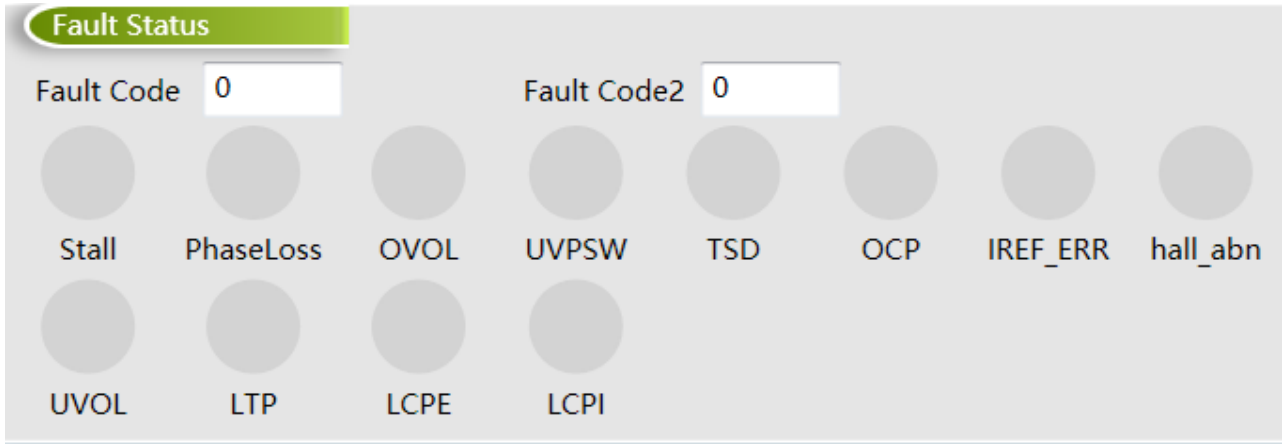 Fault Status
Fault Code 0 Fault Code2 0
Stall PhaseLoss OVOL UVPSW TSD OCP IREF_ERR hall_abn
UVOL LTP LCPE LCPI